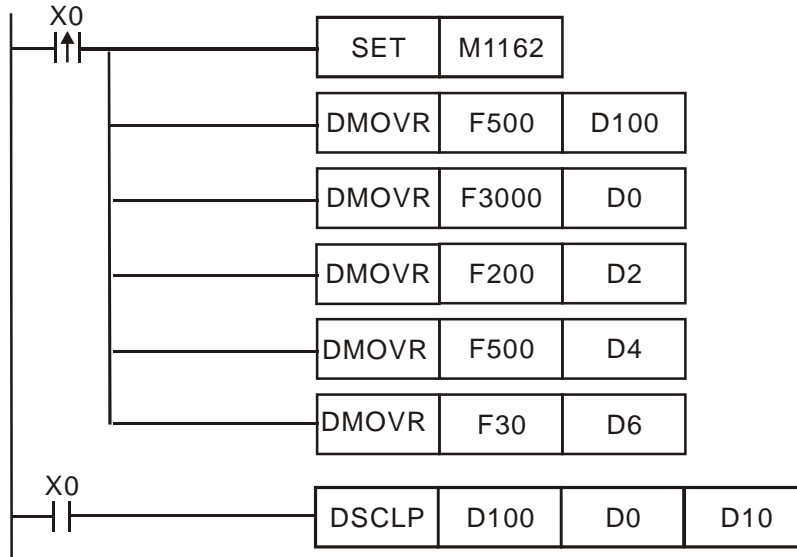 X0
SET M1162
DMOVR F500 D100
DMOVR F3000 D0
DMOVR F200 D2
DMOVR F500 D4
DMOVR F30 D6
X0
DSCLP D100 D0 D10